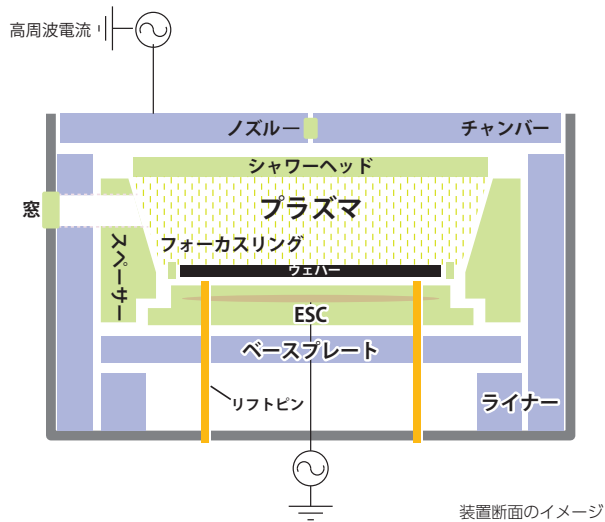 高周波電流
ノズルー
チャンバー
シャワーヘッド
プラズマ
窓
フォーカスリング
スペーサー
ウェハー
ESC
ベースプレート
リフトピン
ライナー
装置断面のイメージ